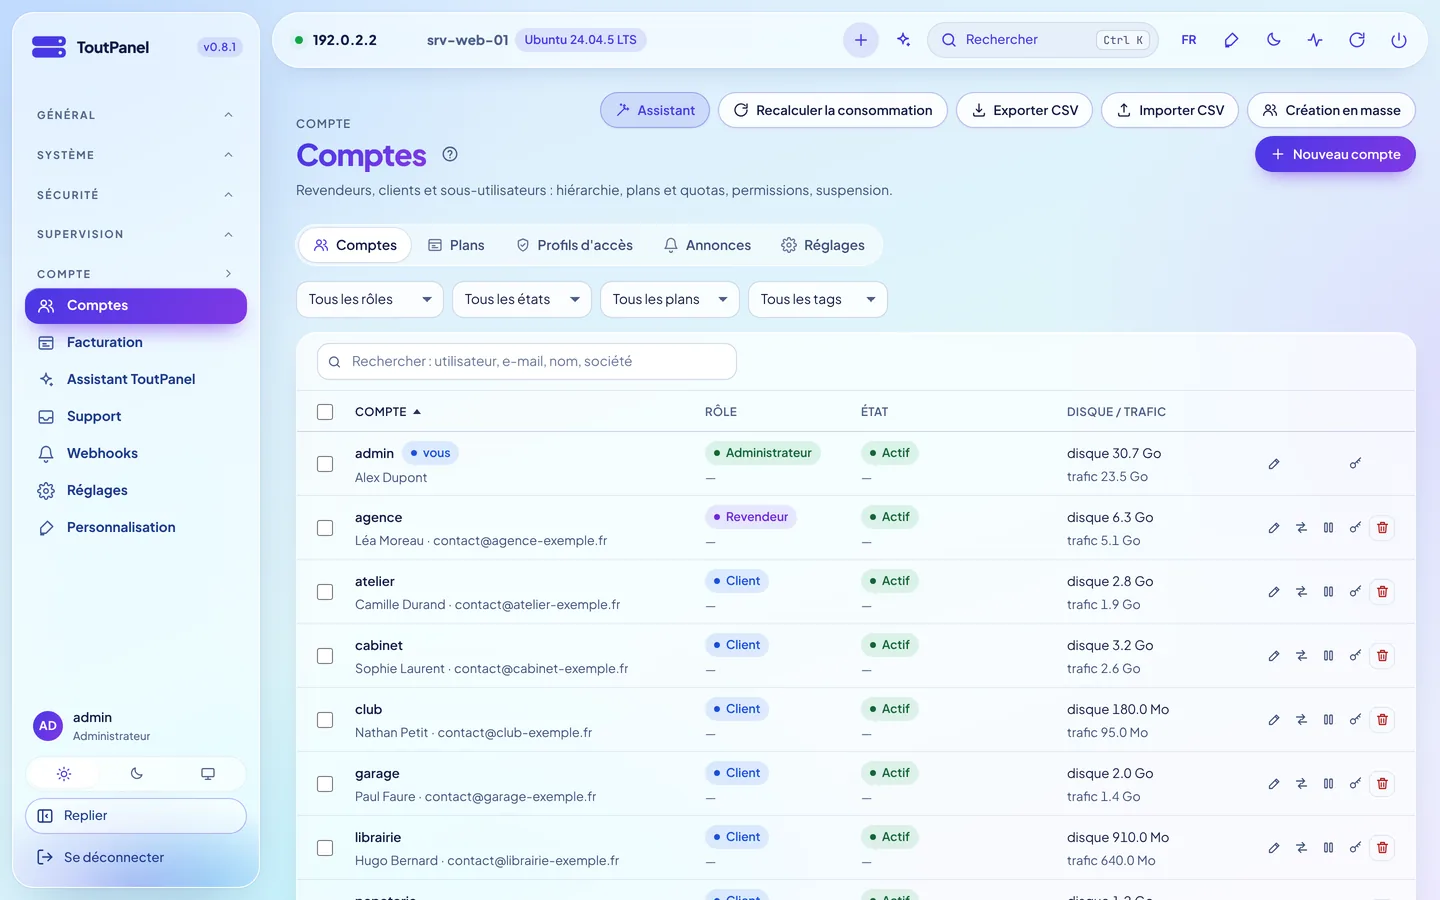 ToutPanel v0.8.1
GÉNÉRAL
SYSTÈME
SÉCURITÉ
SUPERVISION
COMPTE
Comptes
Facturation
Assistant ToutPanel
Support
Webhooks
Réglages
Personnalisation
AD admin
Administrateur
Replier
Se déconnecter
192.0.2.2 srv-web-01 Ubuntu 24.04.5 LTS Rechercher Ctrl K FR
Assistant Recalculer la consommation Exporter CSV Importer CSV Création en masse
COMPTE
Comptes
Nouveau compte
Revendeurs, clients et sous-utilisateurs : hiérarchie, plans et quotas, permissions, suspension.
Comptes Plans Profils d'accès Annonces Réglages
Tous les rôles Tous les états Tous les plans Tous les tags
Rechercher : utilisateur, e-mail, nom, société
COMPTE RÔLE ÉTAT DISQUE / TRAFIC
admin vous Administrateur Actif disque 30.7 Go
Alex Dupont — — trafic 23.5 Go
agence Revendeur Actif disque 6.3 Go
Léa Moreau · contact@agence-exemple.fr — — trafic 5.1 Go
atelier Client Actif disque 2.8 Go
Camille Durand · contact@atelier-exemple.fr — — trafic 1.9 Go
cabinet Client Actif disque 3.2 Go
Sophie Laurent · contact@cabinet-exemple.fr — — trafic 2.6 Go
club Client Actif disque 180.0 Mo
Nathan Petit · contact@club-exemple.fr — — trafic 95.0 Mo
garage Client Actif disque 2.0 Go
Paul Faure · contact@garage-exemple.fr — — trafic 1.4 Go
librairie Client Actif disque 910.0 Mo
Hugo Bernard · contact@librairie-exemple.fr — — trafic 640.0 Mo